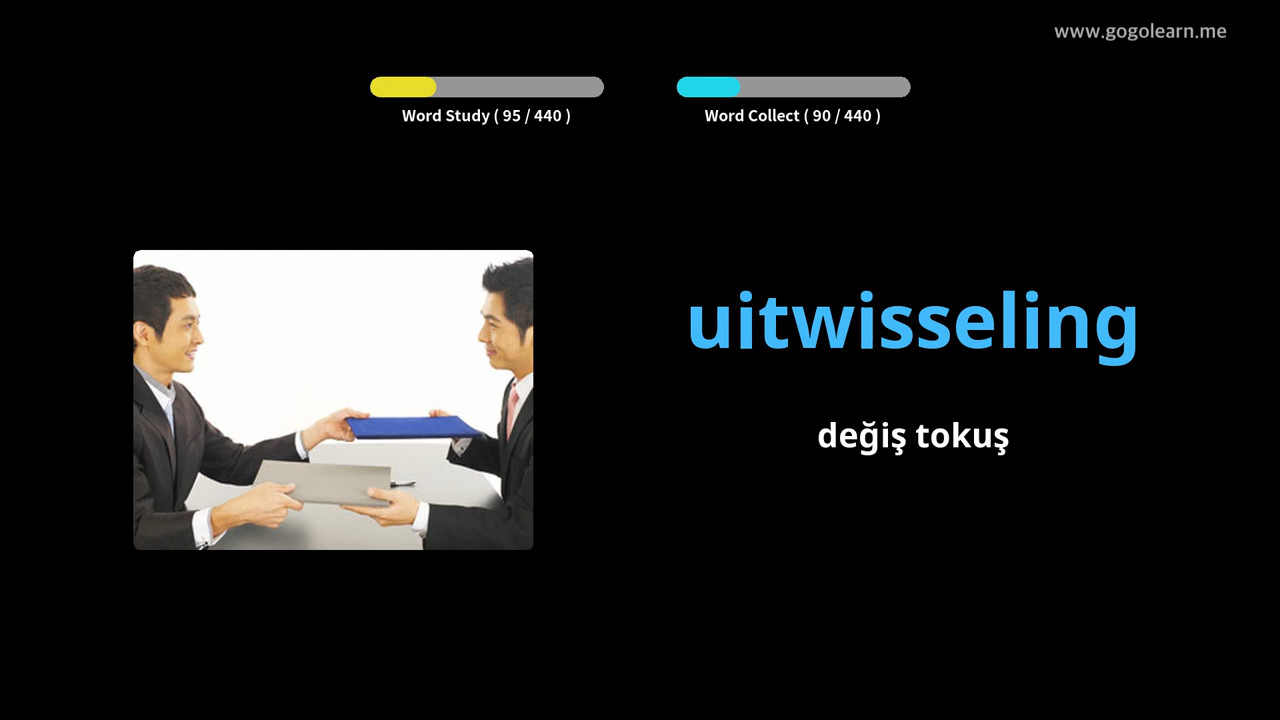 www.gogolearn.me
Word Study ( 95 / 440 )
Word Collect ( 90 / 440 )
uitwisseling
değiş tokuş